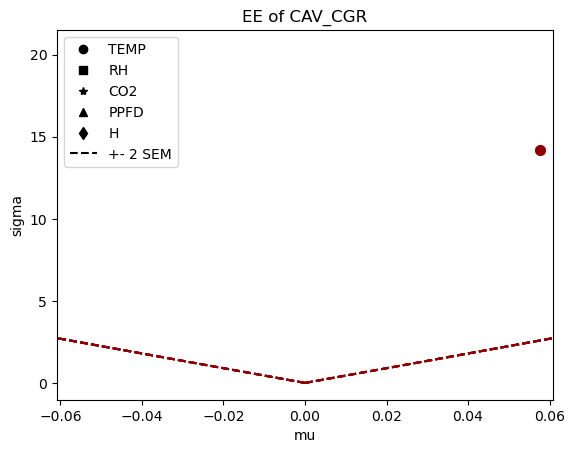 EE of CAV_CGR
TEMP
RH
CO2
PPFD
H
+- 2 SEM
sigma
20
15
10
5
0
−0.06
−0.04
−0.02
0.00
0.02
0.04
0.06
mu